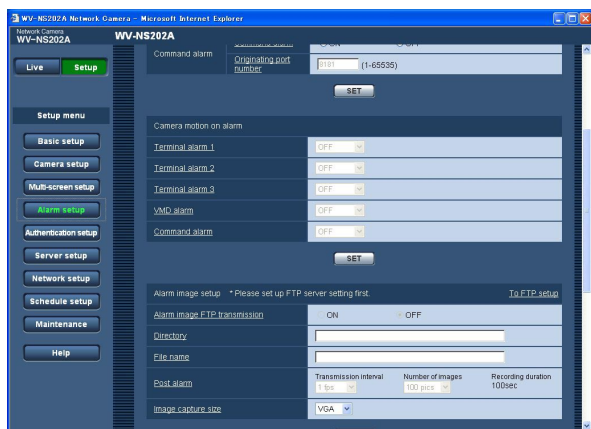 WV-NS202A Network Camera - Microsoft Internet Explorer
Network Camera
WV-NS202A
WV-NS202A
Live Setup
Setup menu
Basic setup
Camera setup
Multi-screen setup
Alarm setup
Authentication setup
Server setup
Network setup
Schedule setup
Maintenance
Help
Command alarm
Command alarm ON OFF
Originating port number 8181 (1-65535)
SET
Camera motion on alarm
Terminal alarm 1 OFF
Terminal alarm 2 OFF
Terminal alarm 3 OFF
VMD alarm OFF
Command alarm OFF
SET
Alarm image setup * Please set up FTP server setting first. To FTP setup
Alarm image FTP transmission ON OFF
Directory
File name
Transmission interval Number of images Recording duration
Post alarm 1 fps 100 pics 100sec
Image capture size VGA